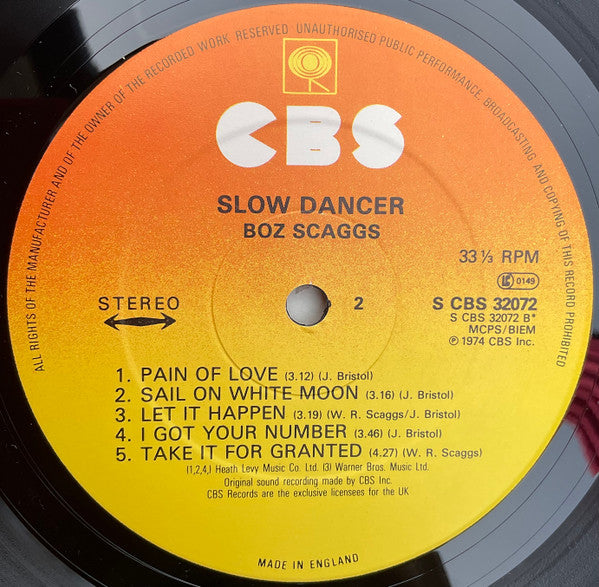 ALL RIGHTS OF THE MANUFACTURER AND OF THE OWNER OF THE RECORDED WORK RESERVED UNAUTHORISED PUBLIC PERFORMANCE, BROADCASTING AND COPYING OF THIS RECORD PROHIBITED
CBS
SLOW DANCER
BOZ SCAGGS
33⅓ RPM
0149
STEREO
2
S CBS 32072
S CBS 32072 B*
MCPS/BIEM
℗ 1974 CBS Inc.
1. PAIN OF LOVE (3.12) (J. Bristol)
2. SAIL ON WHITE MOON (3.16) (J. Bristol)
3. LET IT HAPPEN (3.19) (W. R. Scaggs/J. Bristol)
4. I GOT YOUR NUMBER (3.46) (J. Bristol)
5. TAKE IT FOR GRANTED (4.27) (W. R. Scaggs)
(1,2,4,) Heath Levy Music Co. Ltd. (3) Warner Bros. Music Ltd.
Original sound recording made by CBS Inc.
CBS Records are the exclusive licensees for the UK
MADE IN ENGLAND